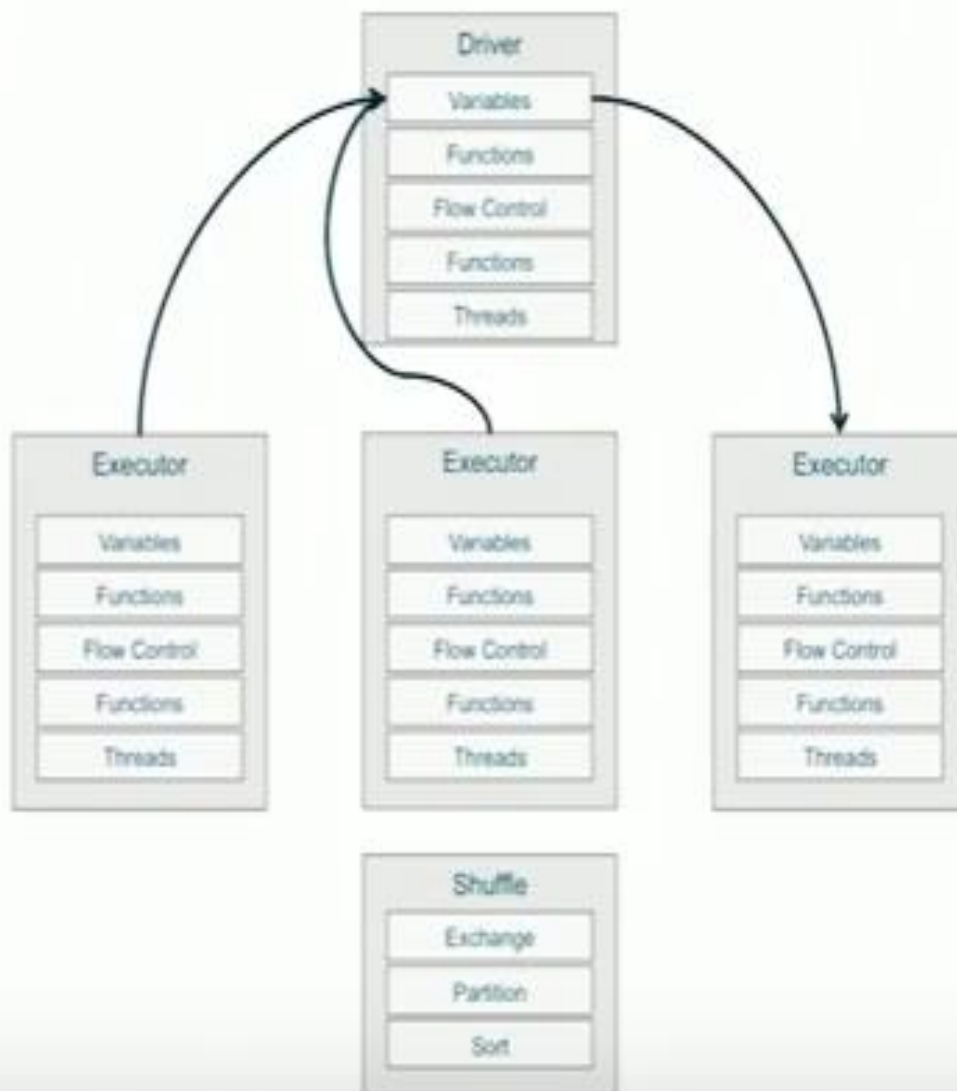 Driver
Variables
Functions
Flow Control
Functions
Threads
Executor
Variables
Functions
Flow Control
Functions
Threads
Executor
Variables
Functions
Flow Control
Functions
Threads
Executor
Variables
Functions
Flow Control
Functions
Threads
Shuffle
Exchange
Partition
Sort